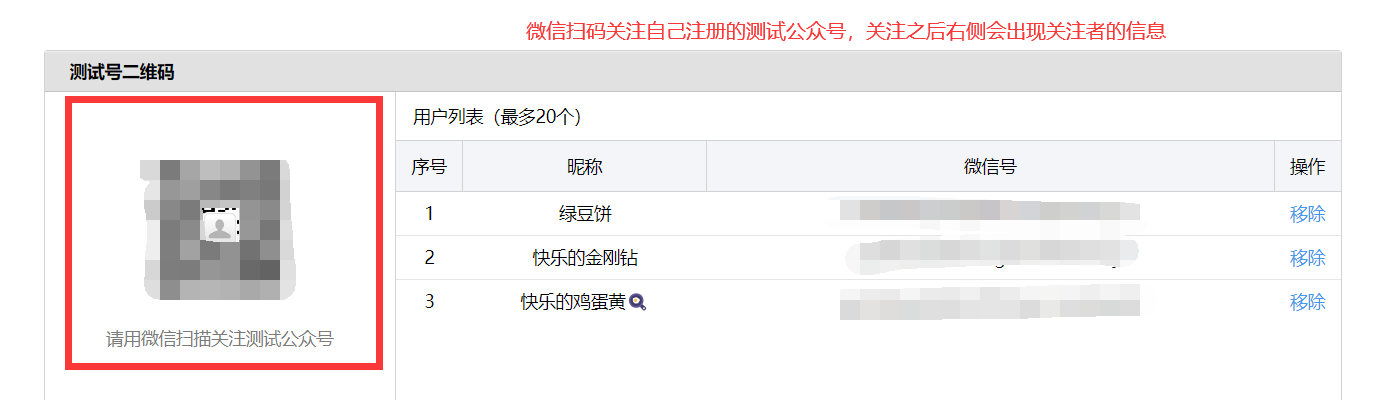 微信扫码关注自己注册的测试公众号，关注之后右侧会出现关注者的信息
测试号二维码
用户列表（最多20个）
序号 昵称 微信号 操作
1 绿豆饼 移除
2 快乐的金刚钻 移除
3 快乐的鸡蛋黄 移除
请用微信扫描关注测试公众号